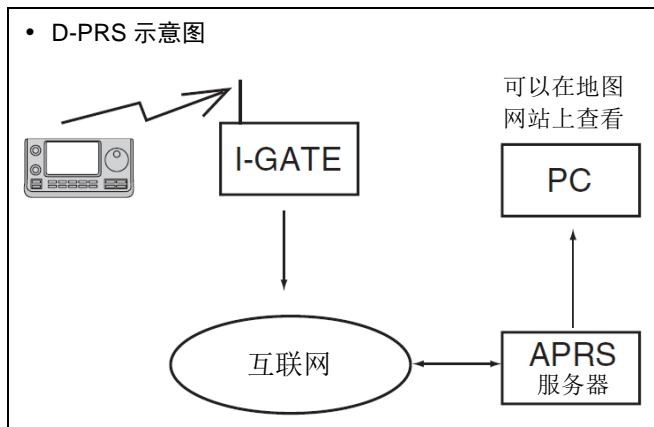 • D-PRS 示意图
可以在地图
网站上查看
I-GATE
PC
互联网
APRS
服务器